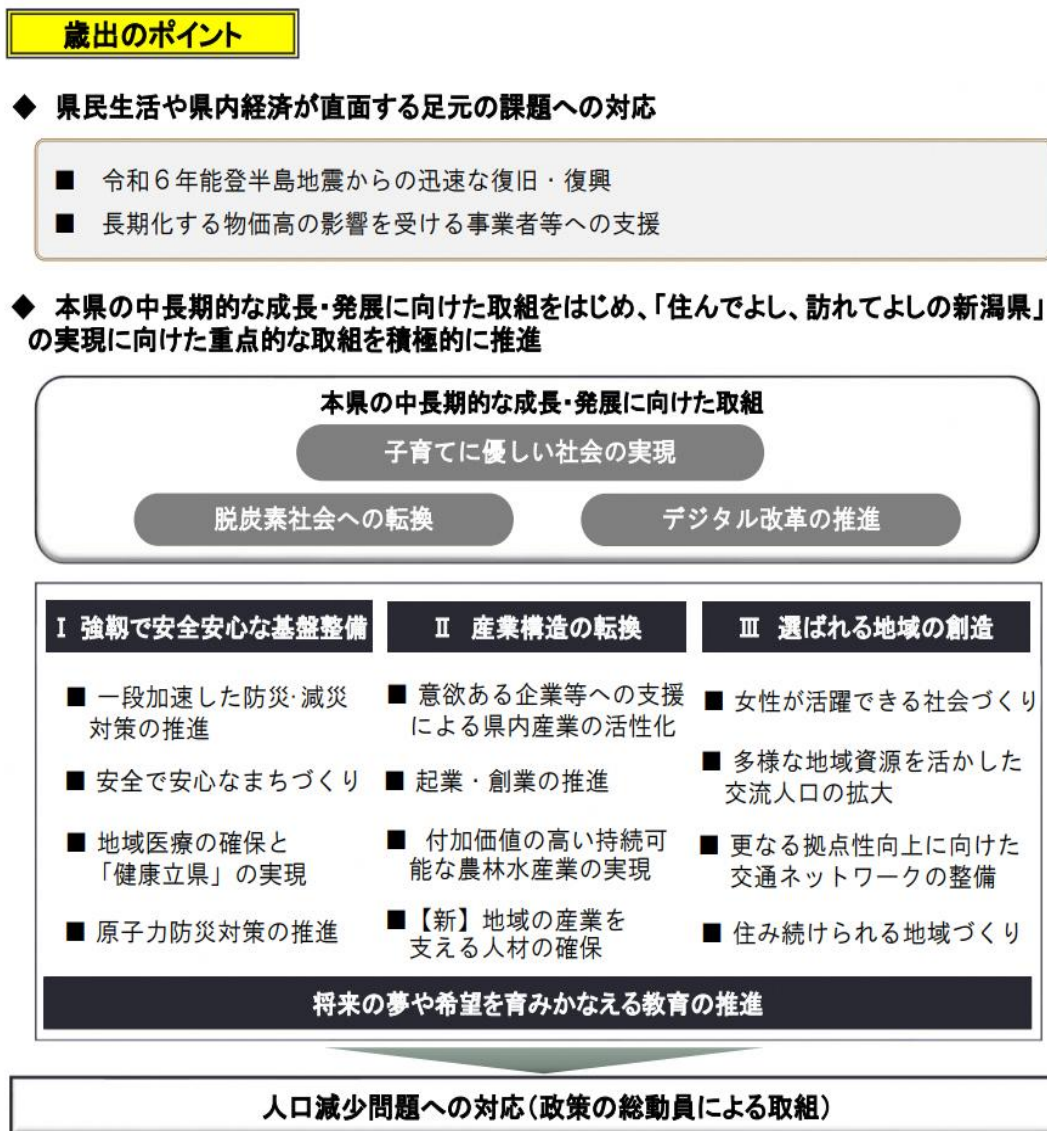 歳出のポイント
◆ 県民生活や県内経済が直面する足元の課題への対応
■ 令和6年能登半島地震からの迅速な復旧・復興
■ 長期化する物価高の影響を受ける事業者等への支援
◆ 本県の中長期的な成長・発展に向けた取組をはじめ、「住んでよし、訪れてよしの新潟県」
の実現に向けた重点的な取組を積極的に推進
本県の中長期的な成長・発展に向けた取組
子育てに優しい社会の実現
脱炭素社会への転換
デジタル改革の推進
Ⅰ 強靱で安全安心な基盤整備
■ 一段加速した防災・減災
対策の推進
■ 安全で安心なまちづくり
■ 地域医療の確保と
「健康立県」の実現
■ 原子力防災対策の推進
Ⅱ 産業構造の転換
■ 意欲ある企業等への支援
による県内産業の活性化
■ 起業・創業の推進
■ 付加価値の高い持続可
能な農林水産業の実現
■【新】地域の産業を
支える人材の確保
Ⅲ 選ばれる地域の創造
■ 女性が活躍できる社会づくり
■ 多様な地域資源を活かした
交流人口の拡大
■ 更なる拠点性向上に向けた
交通ネットワークの整備
■ 住み続けられる地域づくり
将来の夢や希望を育みかなえる教育の推進
人口減少問題への対応(政策の総動員による取組)